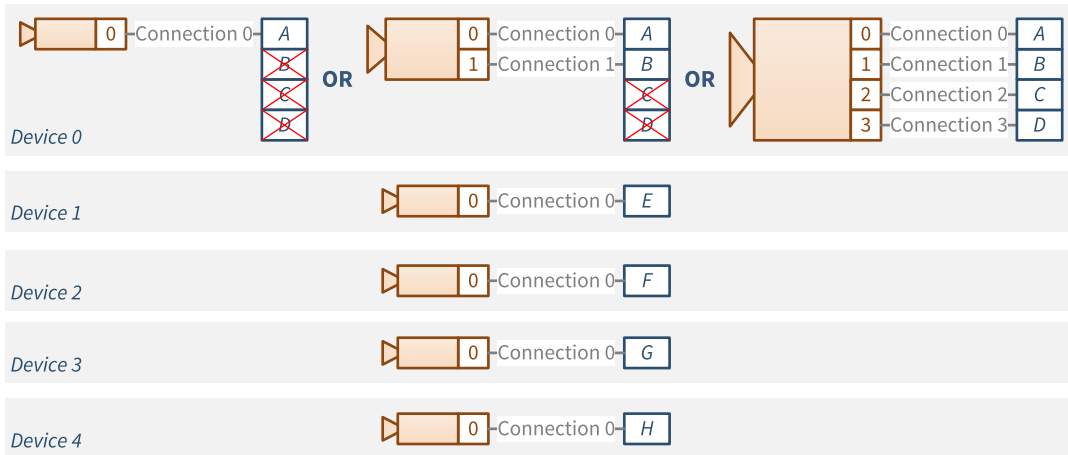 0 Connection 0 A 0 Connection 0 A 0 Connection 0 A
B 1 Connection 1 B 1 Connection 1 B
OR OR
C C 2 Connection 2 C
D D 3 Connection 3 D
Device 0
0 Connection 0 E
Device 1
0 Connection 0 F
Device 2
0 Connection 0 G
Device 3
0 Connection 0 H
Device 4